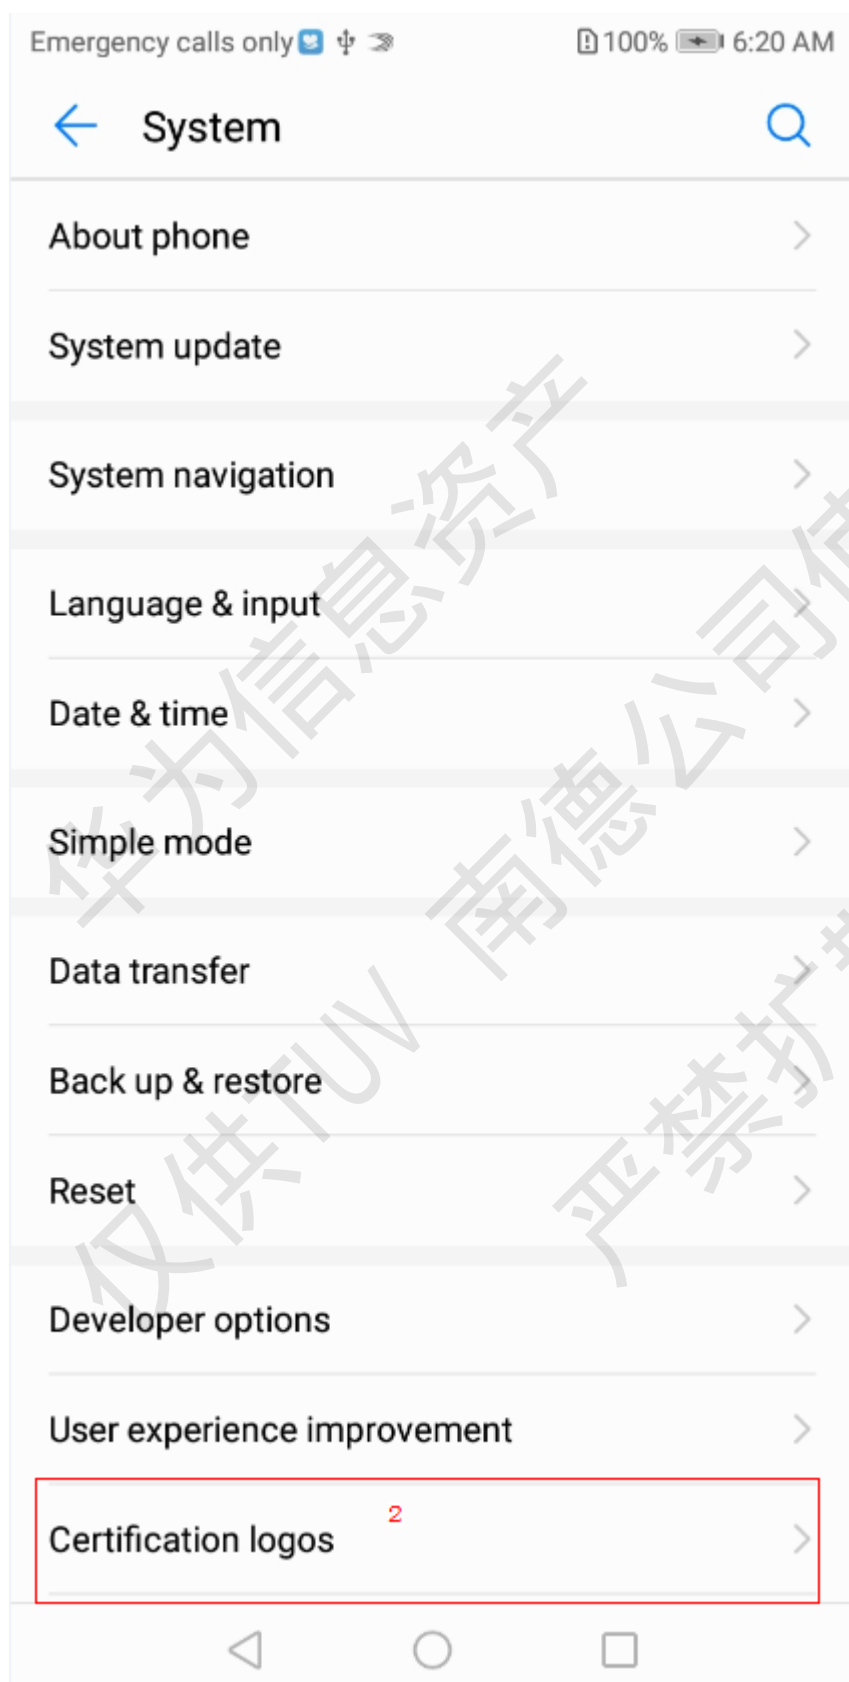 Emergency calls only 100% 6:20 AM
System
About phone
System update
System navigation
Language & input
Date & time
Simple mode
Data transfer
Back up & restore
Reset
Developer options
User experience improvement
2
Certification logos
华为信息资产
仅供TUV 南德公司使
严禁扩